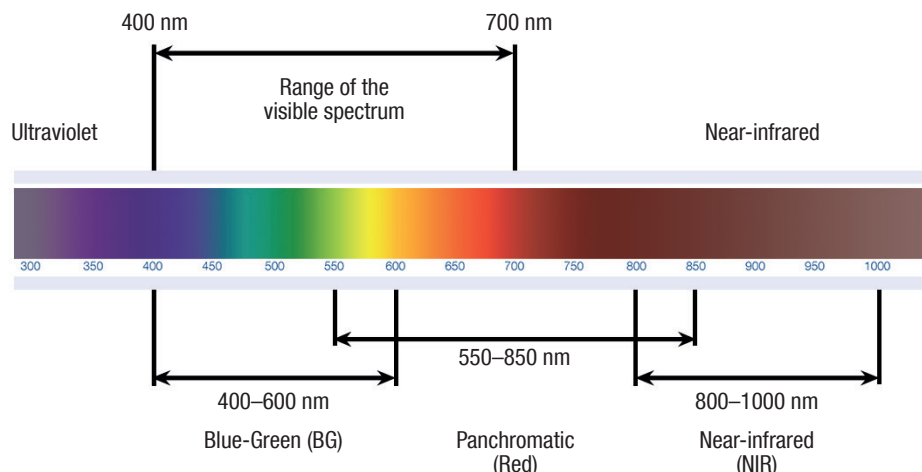 400 nm
700 nm
Range of the
visible spectrum
Ultraviolet
Near-infrared
300 350 400 450 500 550 600 650 700 750 800 850 900 950 1000
550–850 nm
400–600 nm
800–1000 nm
Blue-Green (BG)
Panchromatic
(Red)
Near-infrared
(NIR)